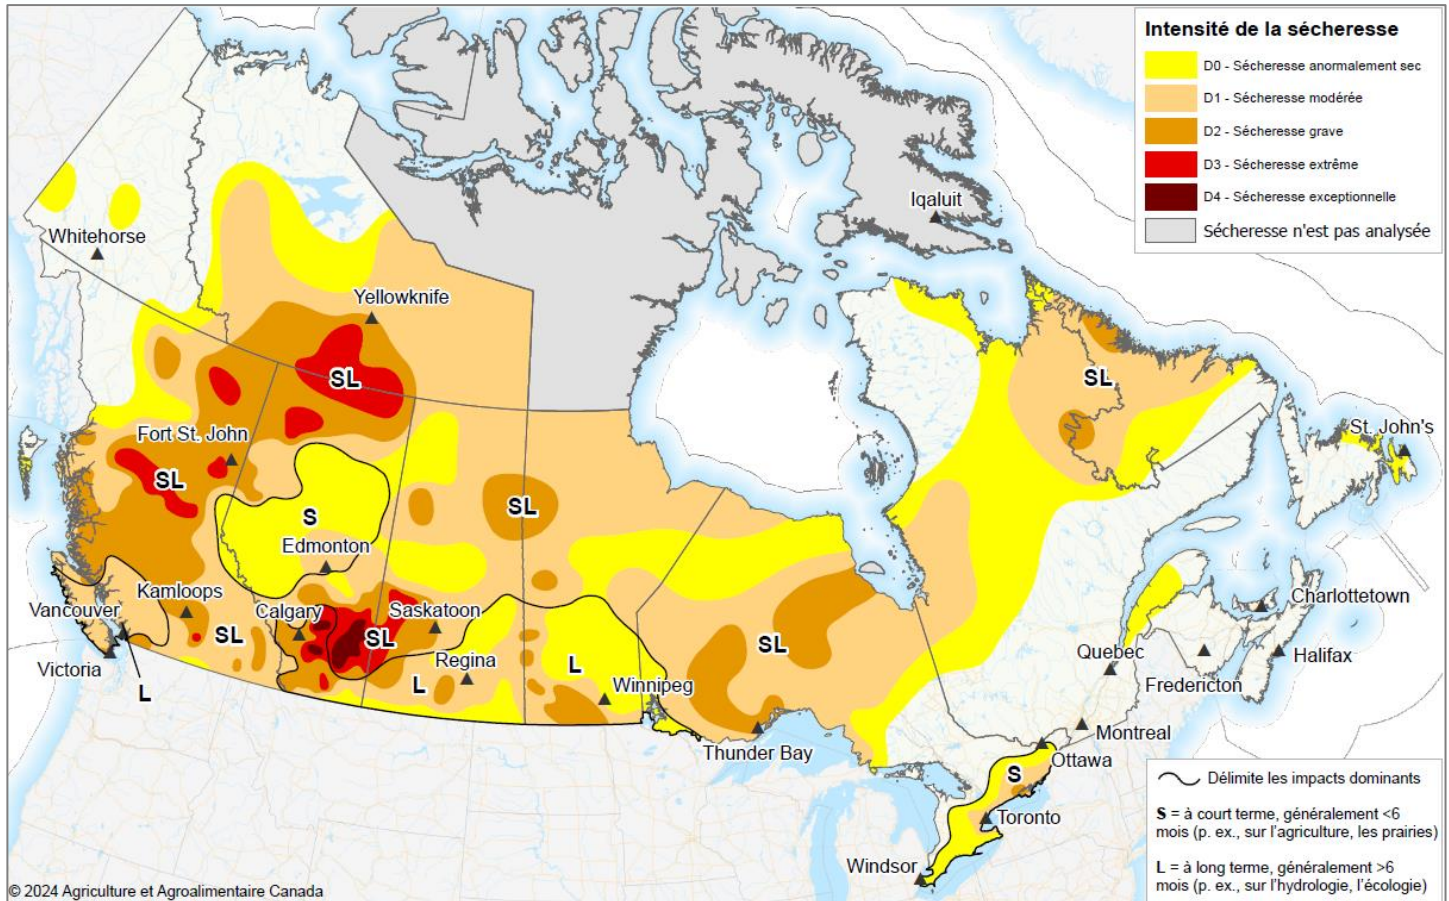 Intensité de la sécheresse
D0 - Sécheresse anormalement sec
D1 - Sécheresse modérée
D2 - Sécheresse grave
D3 - Sécheresse extrême
D4 - Sécheresse exceptionnelle
Sécheresse n'est pas analysée
Iqaluit
Whitehorse
Yellowknife
SL
SL
Fort St. John
St. John's
SL
SL
S
Edmonton
Kamloops
Vancouver
Calgary
Saskatoon
Charlottetown
SL
SL
SL
Victoria
Regina
L
L
Quebec
Halifax
L
Winnipeg
Fredericton
Thunder Bay
Montreal
Ottawa
S
Toronto
Windsor
Délimite les impacts dominants
S = à court terme, généralement <6
mois (p. ex., sur l'agriculture, les prairies)
L = à long terme, généralement >6
mois (p. ex., sur l'hydrologie, l'écologie)
© 2024 Agriculture et Agroalimentaire Canada